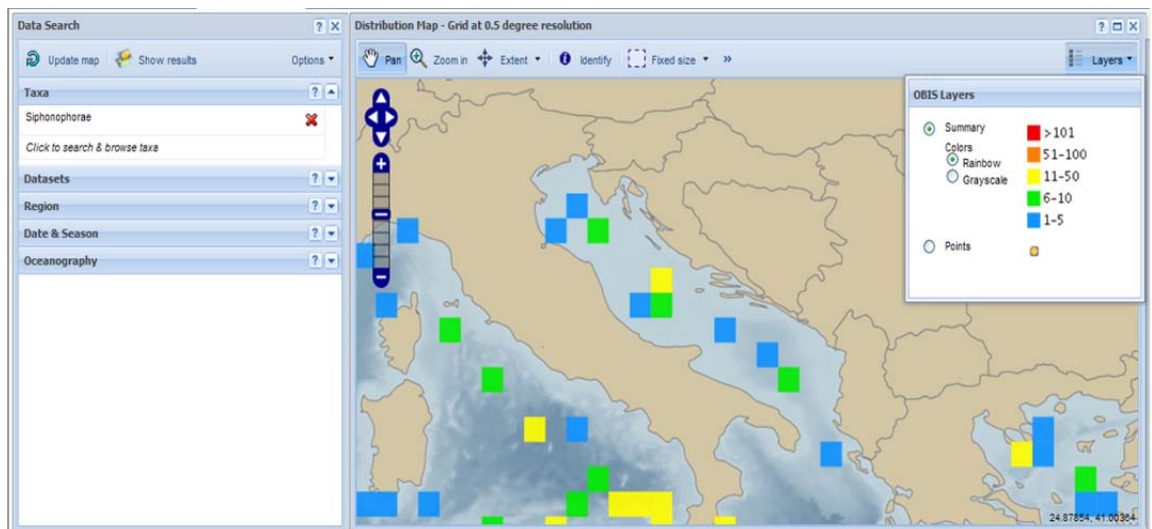 Data Search ? X
Update map Show results Options
Taxa ?
Siphonophorae
Click to search & browse taxa
Datasets ?
Region ?
Date & Season ?
Oceanography ?
Distribution Map - Grid at 0.5 degree resolution ?
Pan Zoom in Extent Identify Fixed size » Layers
OBIS Layers
Summary
Colors
Rainbow
Grayscale
>101
51-100
11-50
6-10
1-5
Points
24.87854, 41.00364